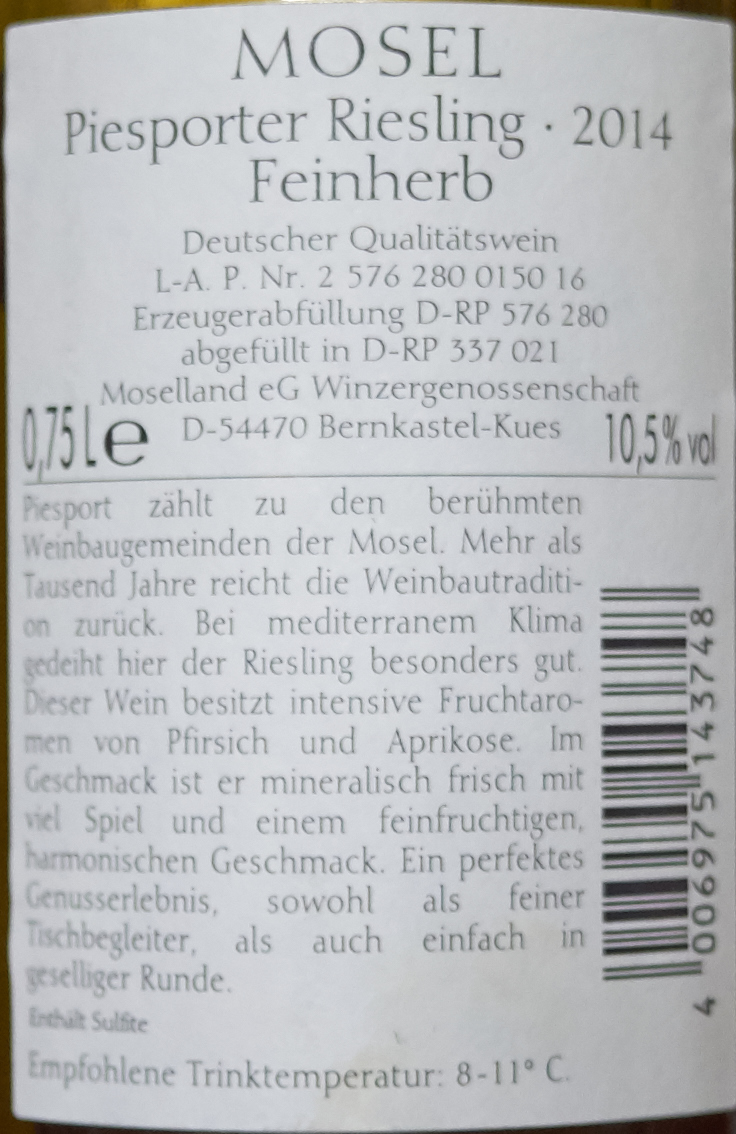 MOSEL
Piesporter Riesling · 2014
Feinherb
Deutscher Qualitätswein
L-A. P. Nr. 2 576 280 0150 16
Erzeugerabfüllung D-RP 576 280
abgefüllt in D-RP 337 021
Moselland eG Winzergenossenschaft
0,75 L e D-54470 Bernkastel-Kues 10,5% vol
Piesport zählt zu den berühmten
Weinbaugemeinden der Mosel. Mehr als
Tausend Jahre reicht die Weinbautraditi-
on zurück. Bei mediterranem Klima
gedeiht hier der Riesling besonders gut.
Dieser Wein besitzt intensive Fruchtaro-
men von Pfirsich und Aprikose. Im
Geschmack ist er mineralisch frisch mit
viel Spiel und einem feinfruchtigen,
harmonischen Geschmack. Ein perfektes
Genusserlebnis, sowohl als feiner
Tischbegleiter, als auch einfach in
geselliger Runde.
Enthält Sulfite
Empfohlene Trinktemperatur: 8-11° C.
4 006975 143748